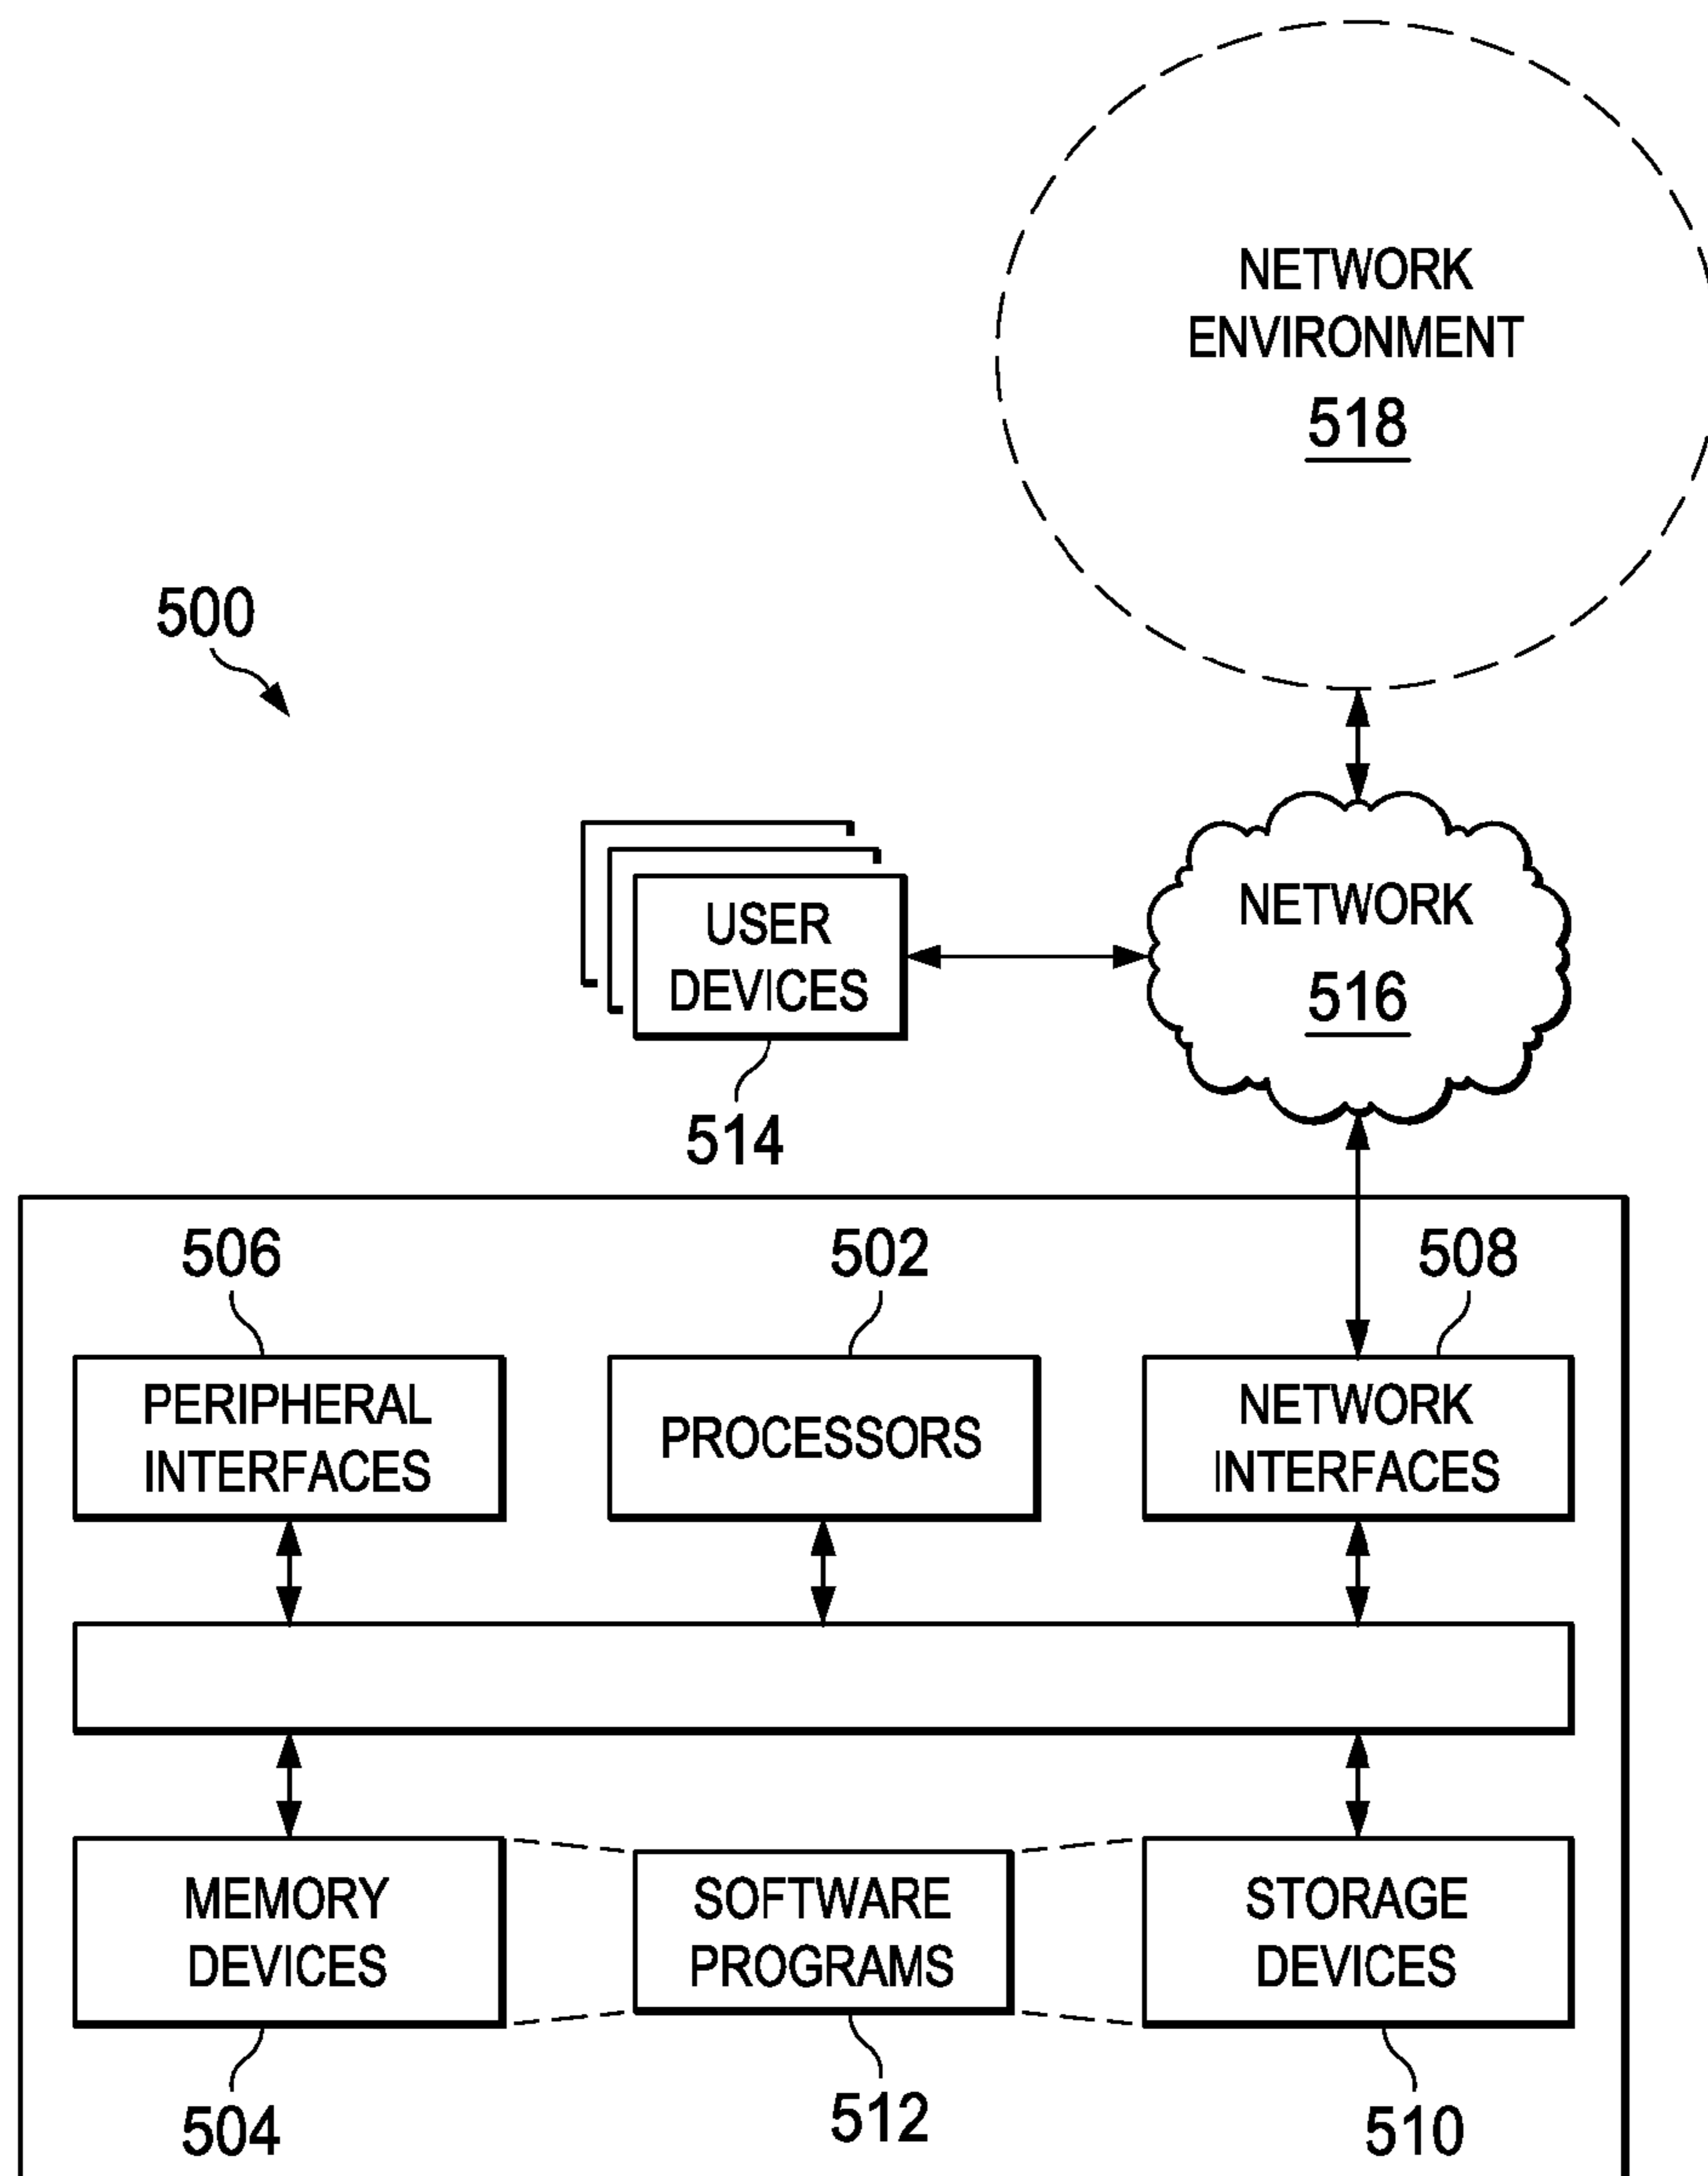 NETWORK
ENVIRONMENT
518
500
NETWORK
516
USER
DEVICES
514
506
502
508
PERIPHERAL
INTERFACES
PROCESSORS
NETWORK
INTERFACES
MEMORY
DEVICES
SOFTWARE
PROGRAMS
STORAGE
DEVICES
504
512
510